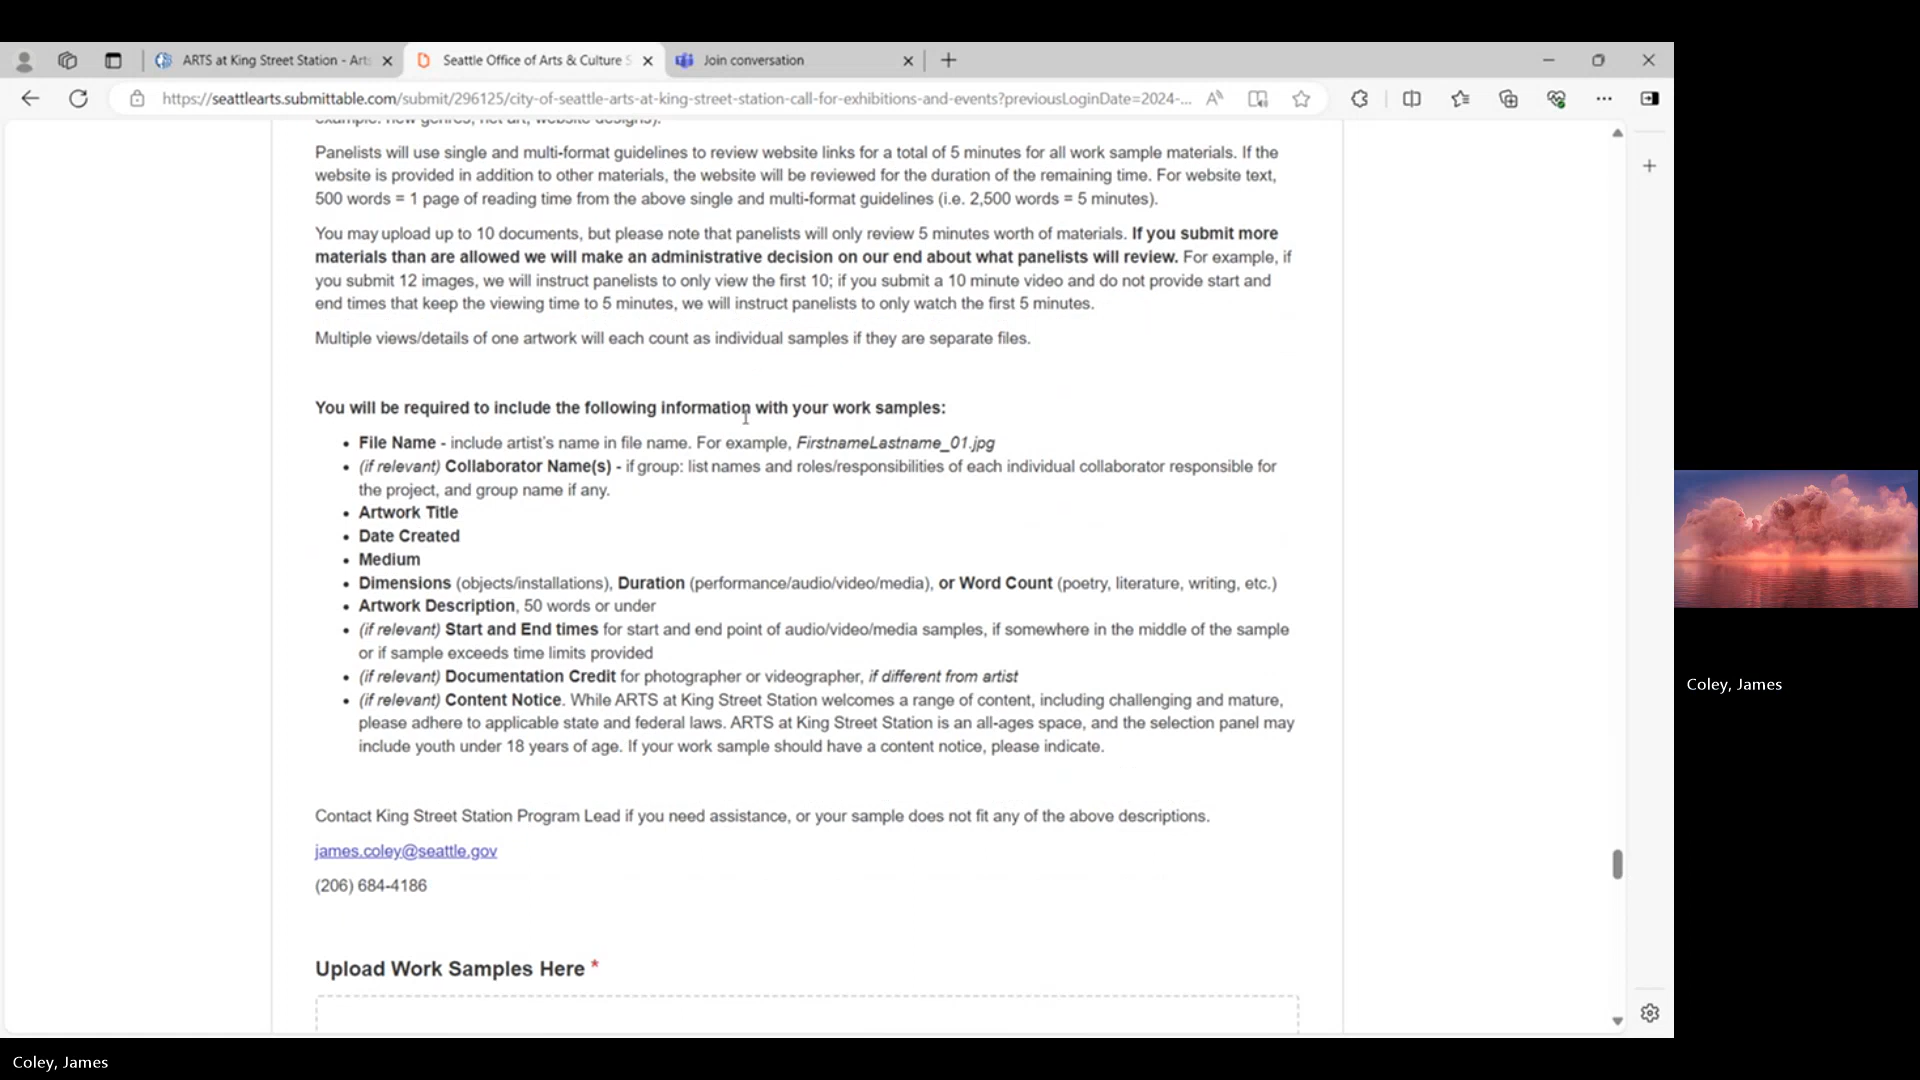 ARTS at King Street Station - Art
Seattle Office of Arts & Culture S
Join conversation
https://seattlearts.submittable.com/submit/296125/city-of-seattle-arts-at-king-street-station-call-for-exhibitions-and-events?previousLoginDate=2024-...
example: new genres, net art, website designs).
Panelists will use single and multi-format guidelines to review website links for a total of 5 minutes for all work sample materials. If the
website is provided in addition to other materials, the website will be reviewed for the duration of the remaining time. For website text,
500 words = 1 page of reading time from the above single and multi-format guidelines (i.e. 2,500 words = 5 minutes).
You may upload up to 10 documents, but please note that panelists will only review 5 minutes worth of materials. If you submit more
materials than are allowed we will make an administrative decision on our end about what panelists will review. For example, if
you submit 12 images, we will instruct panelists to only view the first 10; if you submit a 10 minute video and do not provide start and
end times that keep the viewing time to 5 minutes, we will instruct panelists to only watch the first 5 minutes.
Multiple views/details of one artwork will each count as individual samples if they are separate files.
You will be required to include the following information with your work samples:
• File Name - include artist's name in file name. For example, FirstnameLastname_01.jpg
• (if relevant) Collaborator Name(s) - if group: list names and roles/responsibilities of each individual collaborator responsible for
the project, and group name if any.
• Artwork Title
• Date Created
• Medium
• Dimensions (objects/installations), Duration (performance/audio/video/media), or Word Count (poetry, literature, writing, etc.)
• Artwork Description, 50 words or under
• (if relevant) Start and End times for start and end point of audio/video/media samples, if somewhere in the middle of the sample
or if sample exceeds time limits provided
• (if relevant) Documentation Credit for photographer or videographer, if different from artist
• (if relevant) Content Notice. While ARTS at King Street Station welcomes a range of content, including challenging and mature,
please adhere to applicable state and federal laws. ARTS at King Street Station is an all-ages space, and the selection panel may
include youth under 18 years of age. If your work sample should have a content notice, please indicate.
Contact King Street Station Program Lead if you need assistance, or your sample does not fit any of the above descriptions.
james.coley@seattle.gov
(206) 684-4186
Upload Work Samples Here *
Coley, James
Coley, James